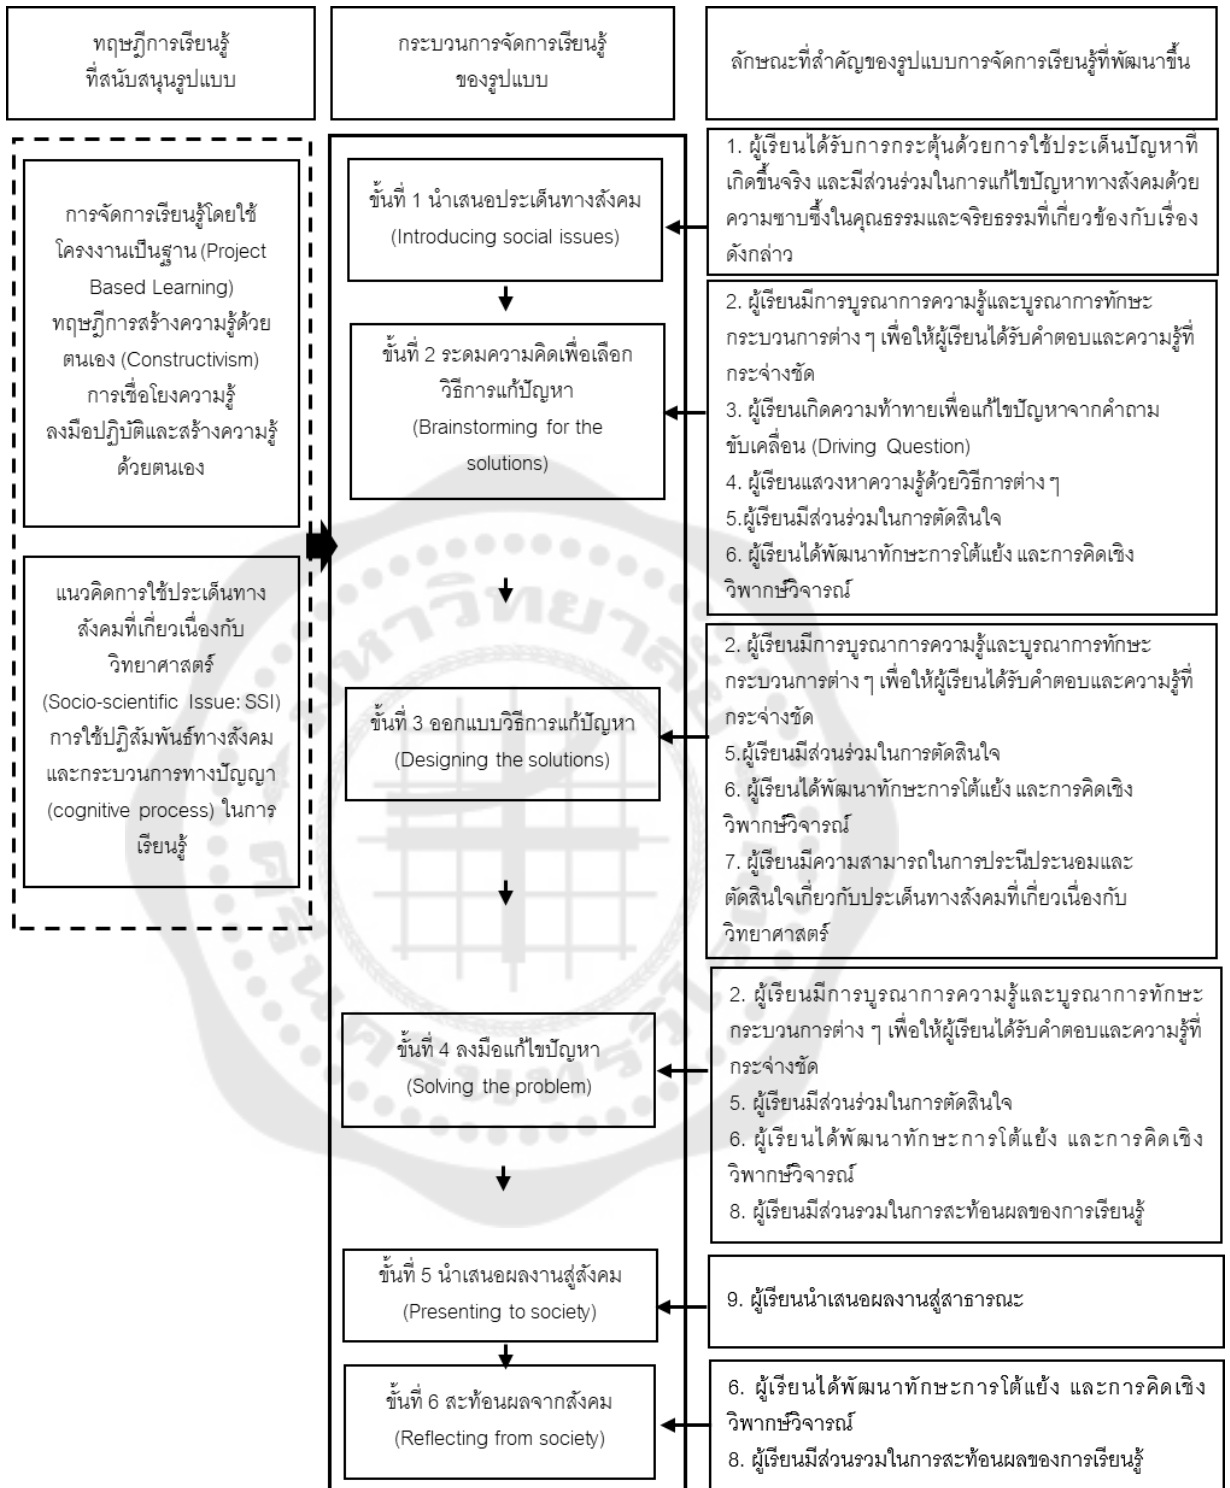 ทฤษฎีการเรียนรู้
ที่สนับสนุนรูปแบบ
กระบวนการจัดการเรียนรู้
ของรูปแบบ
ลักษณะที่สำคัญของรูปแบบการจัดการเรียนรู้ที่พัฒนาขึ้น
การจัดการเรียนรู้โดยใช้
โครงงานเป็นฐาน (Project
Based Learning)
ทฤษฎีการสร้างความรู้ด้วย
ตนเอง (Constructivism)
การเชื่อโยงความรู้
ลงมือปฏิบัติและสร้างความรู้
ด้วยตนเอง
แนวคิดการใช้ประเด็นทาง
สังคมที่เกี่ยวเนื่องกับ
วิทยาศาสตร์
(Socio-scientific Issue: SSI)
การใช้ปฏิสัมพันธ์ทางสังคม
และกระบวนการทางปัญญา
(cognitive process) ในการ
เรียนรู้
ขั้นที่ 1 นำเสนอประเด็นทางสังคม
(Introducing social issues)
ขั้นที่ 2 ระดมความคิดเพื่อเลือก
วิธีการแก้ปัญหา
(Brainstorming for the
solutions)
ขั้นที่ 3 ออกแบบวิธีการแก้ปัญหา
(Designing the solutions)
ขั้นที่ 4 ลงมือแก้ไขปัญหา
(Solving the problem)
ขั้นที่ 5 นำเสนอผลงานสู่สังคม
(Presenting to society)
ขั้นที่ 6 สะท้อนผลจากสังคม
(Reflecting from society)
1. ผู้เรียนได้รับการกระตุ้นด้วยการใช้ประเด็นปัญหาที่
เกิดขึ้นจริง และมีส่วนร่วมในการแก้ไขปัญหาทางสังคมด้วย
ความซาบซึ้งในคุณธรรมและจริยธรรมที่เกี่ยวข้องกับเรื่อง
ดังกล่าว
2. ผู้เรียนมีการบูรณาการความรู้และบูรณาการทักษะ
กระบวนการต่าง ๆ เพื่อให้ผู้เรียนได้รับคำตอบและความรู้ที่
กระจ่างชัด
3. ผู้เรียนเกิดความท้าทายเพื่อแก้ไขปัญหาจากคำถาม
ขับเคลื่อน (Driving Question)
4. ผู้เรียนแสวงหาความรู้ด้วยวิธีการต่าง ๆ
5.ผู้เรียนมีส่วนร่วมในการตัดสินใจ
6. ผู้เรียนได้พัฒนาทักษะการโต้แย้ง และการคิดเชิง
วิพากษ์วิจารณ์
2. ผู้เรียนมีการบูรณาการความรู้และบูรณาการทักษะ
กระบวนการต่าง ๆ เพื่อให้ผู้เรียนได้รับคำตอบและความรู้ที่
กระจ่างชัด
5.ผู้เรียนมีส่วนร่วมในการตัดสินใจ
6. ผู้เรียนได้พัฒนาทักษะการโต้แย้ง และการคิดเชิง
วิพากษ์วิจารณ์
7. ผู้เรียนมีความสามารถในการประนีประนอมและ
ตัดสินใจเกี่ยวกับประเด็นทางสังคมที่เกี่ยวเนื่องกับ
วิทยาศาสตร์
2. ผู้เรียนมีการบูรณาการความรู้และบูรณาการทักษะ
กระบวนการต่าง ๆ เพื่อให้ผู้เรียนได้รับคำตอบและความรู้ที่
กระจ่างชัด
5. ผู้เรียนมีส่วนร่วมในการตัดสินใจ
6. ผู้เรียนได้พัฒนาทักษะการโต้แย้ง และการคิดเชิง
วิพากษ์วิจารณ์
8. ผู้เรียนมีส่วนรวมในการสะท้อนผลของการเรียนรู้
9. ผู้เรียนนำเสนอผลงานสู่สาธารณะ
6. ผู้เรียนได้พัฒนาทักษะการโต้แย้ง และการคิดเชิง
วิพากษ์วิจารณ์
8. ผู้เรียนมีส่วนรวมในการสะท้อนผลของการเรียนรู้
มหาวิทยาลัย
ศรีนครินทรวิโรฒ